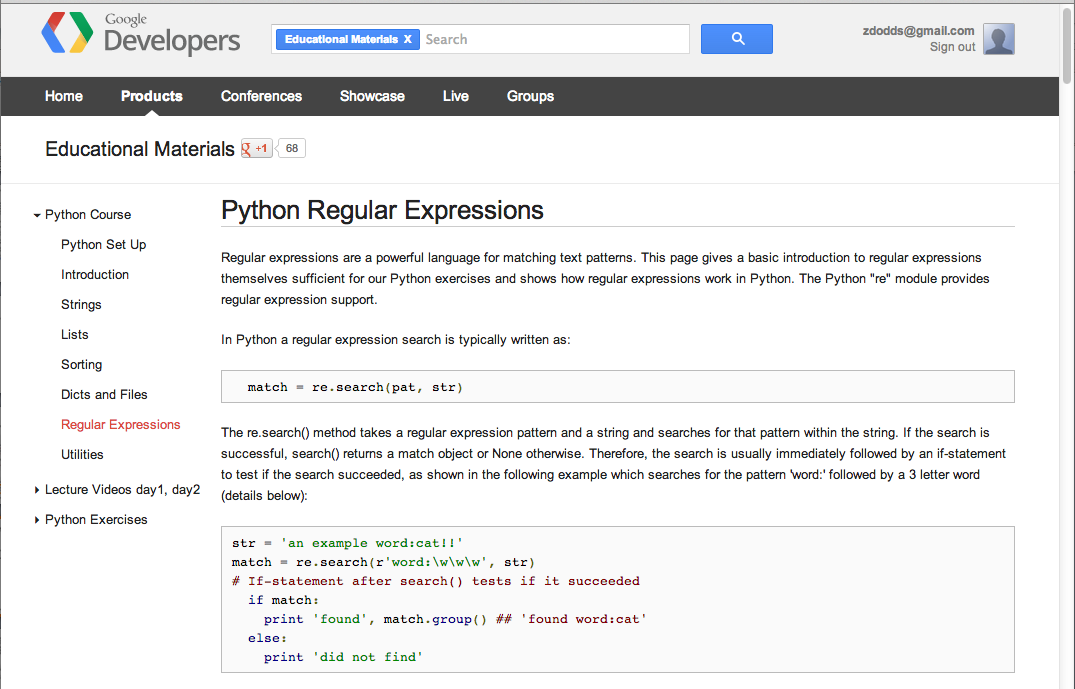 Google
Developers
Educational Materials X Search
zdodds@gmail.com
Sign out
Home Products Conferences Showcase Live Groups
Educational Materials g +1 68
Python Course
Python Set Up
Introduction
Strings
Lists
Sorting
Dicts and Files
Regular Expressions
Utilities
Lecture Videos day1, day2
Python Exercises
Python Regular Expressions
Regular expressions are a powerful language for matching text patterns. This page gives a basic introduction to regular expressions
themselves sufficient for our Python exercises and shows how regular expressions work in Python. The Python "re" module provides
regular expression support.
In Python a regular expression search is typically written as:
match = re.search(pat, str)
The re.search() method takes a regular expression pattern and a string and searches for that pattern within the string. If the search is
successful, search() returns a match object or None otherwise. Therefore, the search is usually immediately followed by an if-statement
to test if the search succeeded, as shown in the following example which searches for the pattern 'word:' followed by a 3 letter word
(details below):
str = 'an example word:cat!!'
match = re.search(r'word:\w\w\w', str)
# If-statement after search() tests if it succeeded
  if match:
    print 'found', match.group() ## 'found word:cat'
  else:
    print 'did not find'